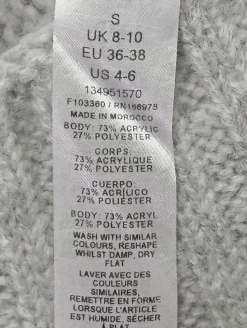 S
UK 8-10
EU 36-38
US 4-6
134951570
F103360 / RN166978
MADE IN MOROCCO
BODY: 73% ACRYLIC
27% POLYESTER
CORPS:
73% ACRYLIQUE
27% POLYESTER
CUERPO:
73% ACRÍLICO
27% POLIÉSTER
BODY: 73% ACRYL
27% POLYESTER
WASH WITH SIMILAR
COLOURS, RESHAPE
WHILST DAMP, DRY
FLAT
LAVER AVEC DES
COULEURS
SIMILAIRES,
REMETTRE EN FORME
LORSQUE L'ARTICLE
EST HUMIDE, SÉCHER
À PLAT